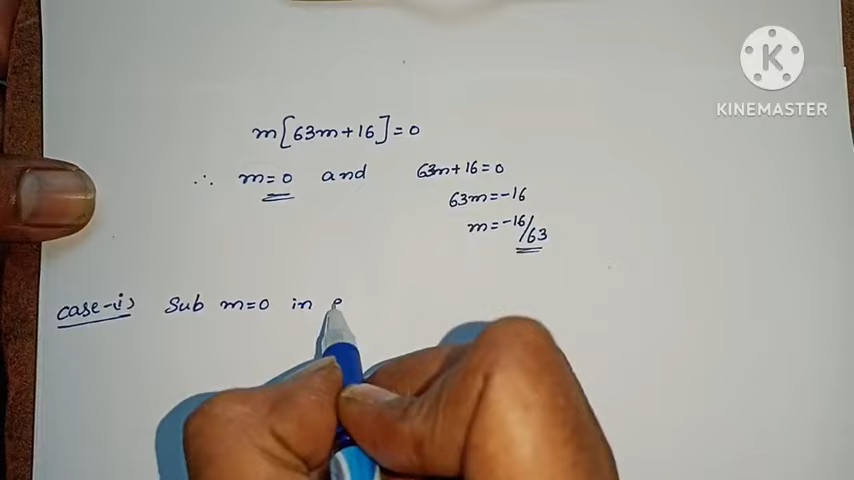 K
KINEMASTER
m[63m+16]=0
∴ m=0 and 63m+16=0
63m=-16
m=-16/63
case-i) Sub m=0 in e